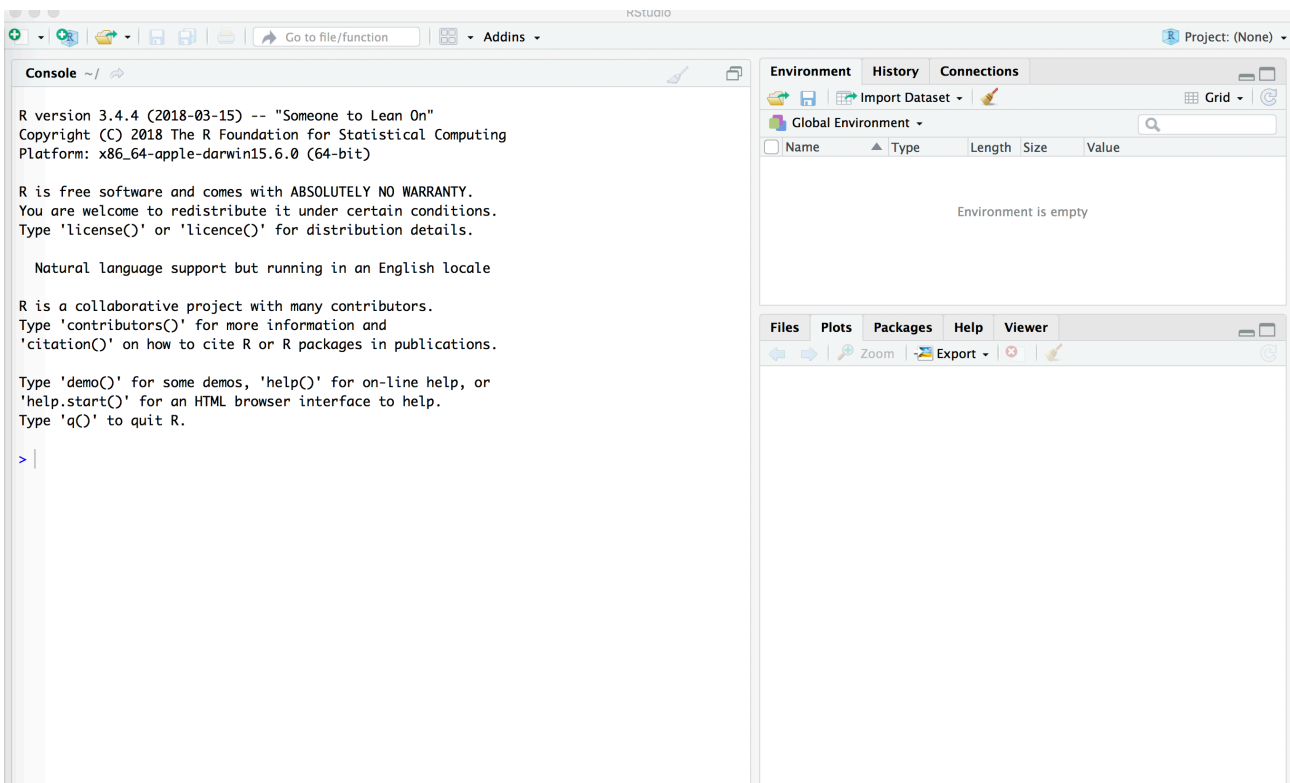 RStudio
Go to file/function
Addins
Project: (None)
Console ~/
R version 3.4.4 (2018-03-15) -- "Someone to Lean On"
Copyright (C) 2018 The R Foundation for Statistical Computing
Platform: x86_64-apple-darwin15.6.0 (64-bit)
R is free software and comes with ABSOLUTELY NO WARRANTY.
You are welcome to redistribute it under certain conditions.
Type 'license()' or 'licence()' for distribution details.
Natural language support but running in an English locale
R is a collaborative project with many contributors.
Type 'contributors()' for more information and
'citation()' on how to cite R or R packages in publications.
Type 'demo()' for some demos, 'help()' for on-line help, or
'help.start()' for an HTML browser interface to help.
Type 'q()' to quit R.
>
Environment History Connections
Import Dataset Grid
Global Environment
Name Type Length Size Value
Environment is empty
Files Plots Packages Help Viewer
Zoom Export